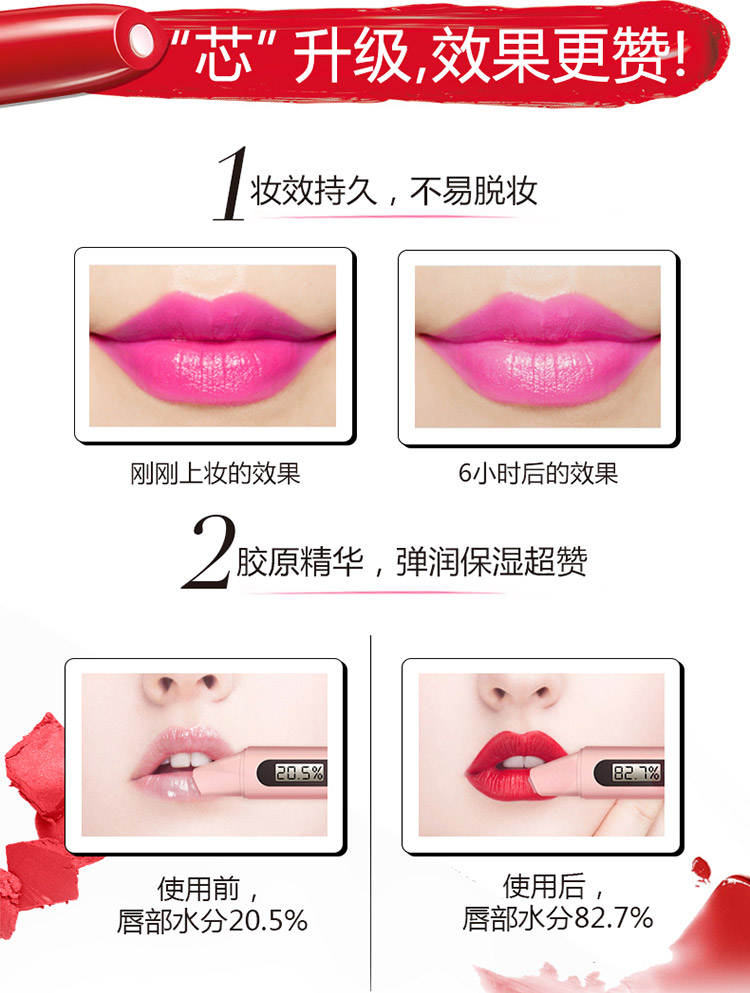 “芯”升级,效果更赞!
1 妆效持久，不易脱妆
刚刚上妆的效果
6小时后的效果
2 胶原精华，弹润保湿超赞
20.5%
82.7%
使用前，
唇部水分20.5%
使用后，
唇部水分82.7%